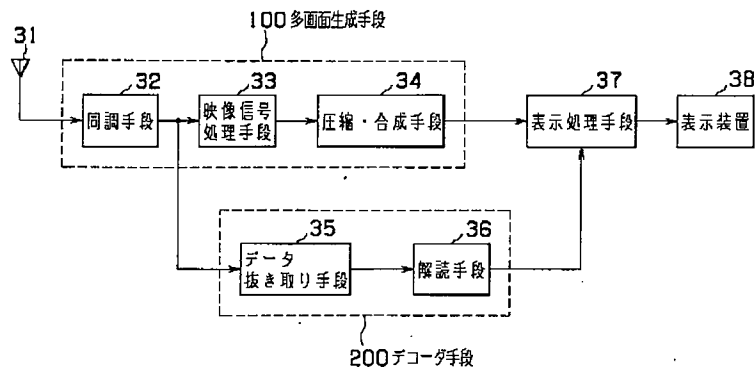 100 多画面生成手段
31
32
33
34
37
38
同調手段
映像信号
処理手段
圧縮・合成手段
表示処理手段
表示装置
35
36
データ
抜き取り手段
解読手段
200 デコーダ手段